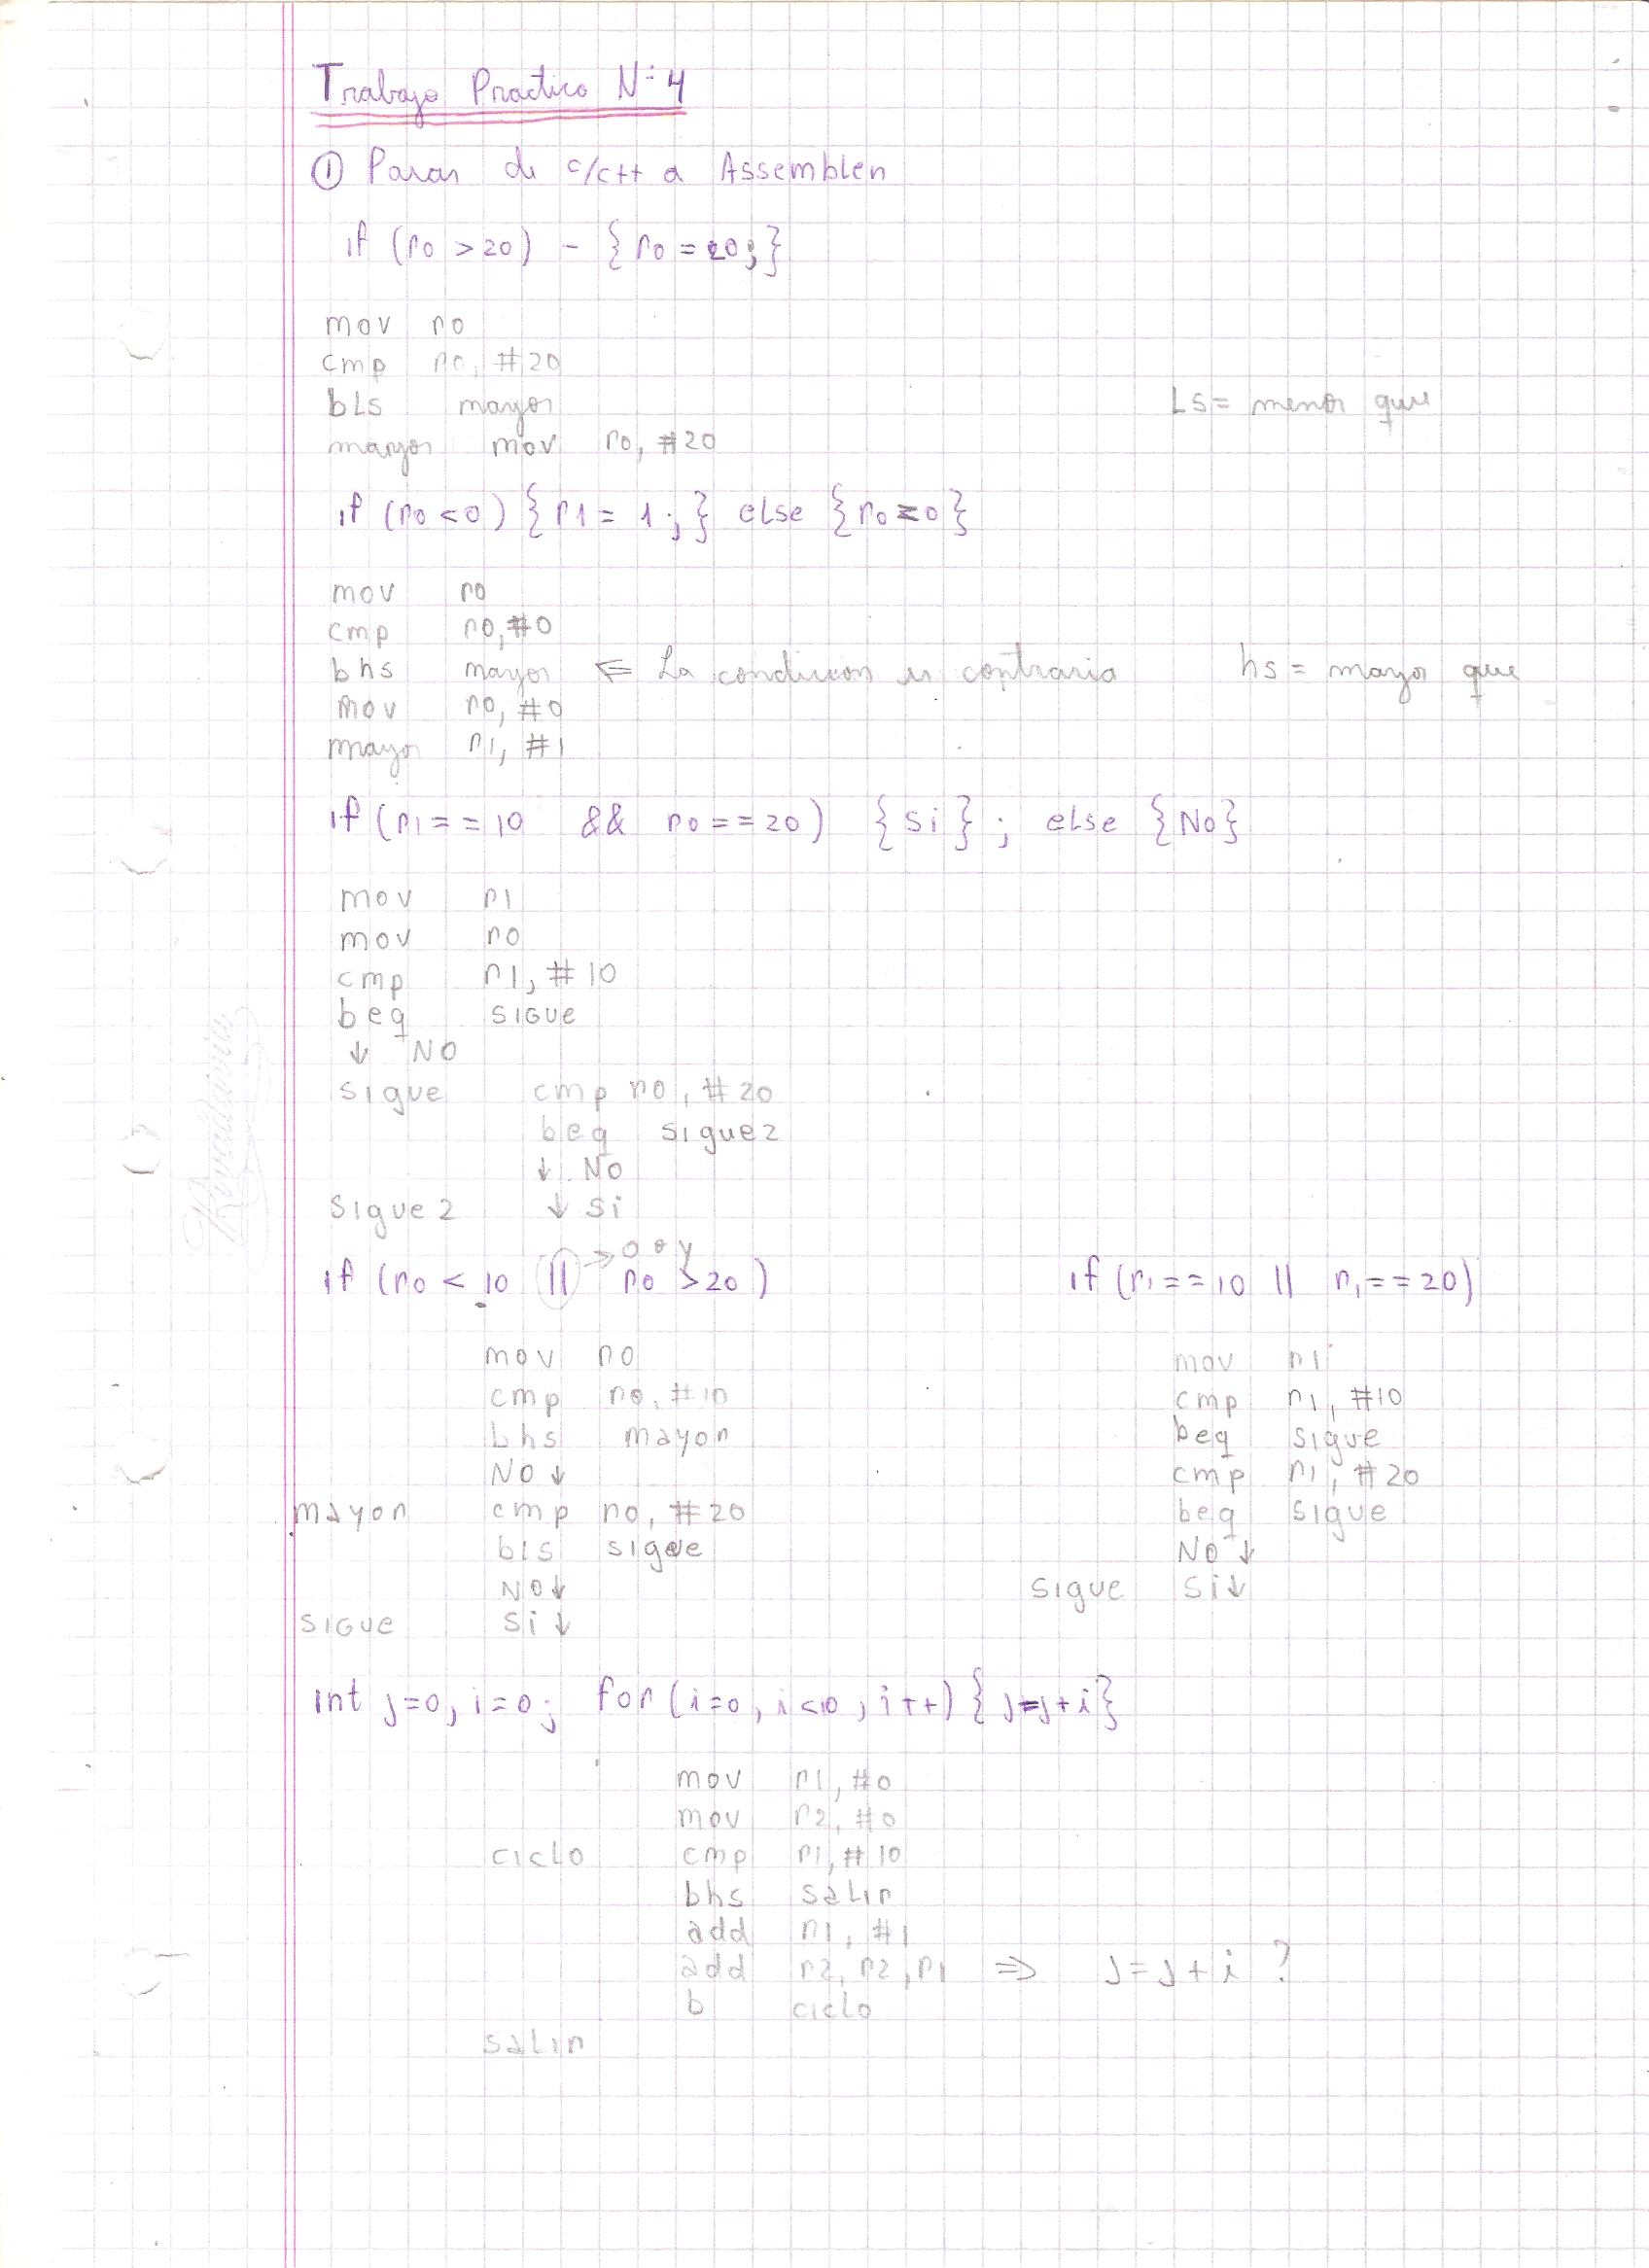 Trabajo Practico N° 4
① Pasar de c/c++ a Assembler
if (r0 > 20) - {r0 = 20;}
mov r0
cmp r0, #20
bLs mayor Ls = menor que
mayor mov r0, #20
if (r0 < 0) {r1 = 1;} eLse {r0 = 0}
mov r0
cmp r0, #0
bhs mayor ⇐ La condicion es contraria hs = mayor que
mov r0, #0
mayor r1, #1
if (r1 == 10 && r0 == 20) {Si}; eLse {No}
mov r1
mov r0
cmp r1, #10
beq SIGUE
↓ NO
sigue cmp r0, #20
beq sigue2
↓ No
Sigue 2 ↓ Si
→ O o y
if (r0 < 10 || r0 > 20) if (r1 == 10 || r1 == 20)
mov r0 mov r1
cmp r0, #10 cmp r1, #10
bhs mayor beq sigue
NO ↓ cmp r1, #20
mayor cmp r0, #20 beq sigue
bls sigue No ↓
NO ↓ sigue Si ↓
SIGUE Si ↓
int j=0, i=0; for (i=0, i<10, i++) {j=j+i}
mov r1, #0
mov r2, #0
cicLo cmp r1, #10
bhs saLir
add r1, #1
add r2, r2, r1 ⇒ j = j + i ?
b cicLo
saLir
Rivadavia